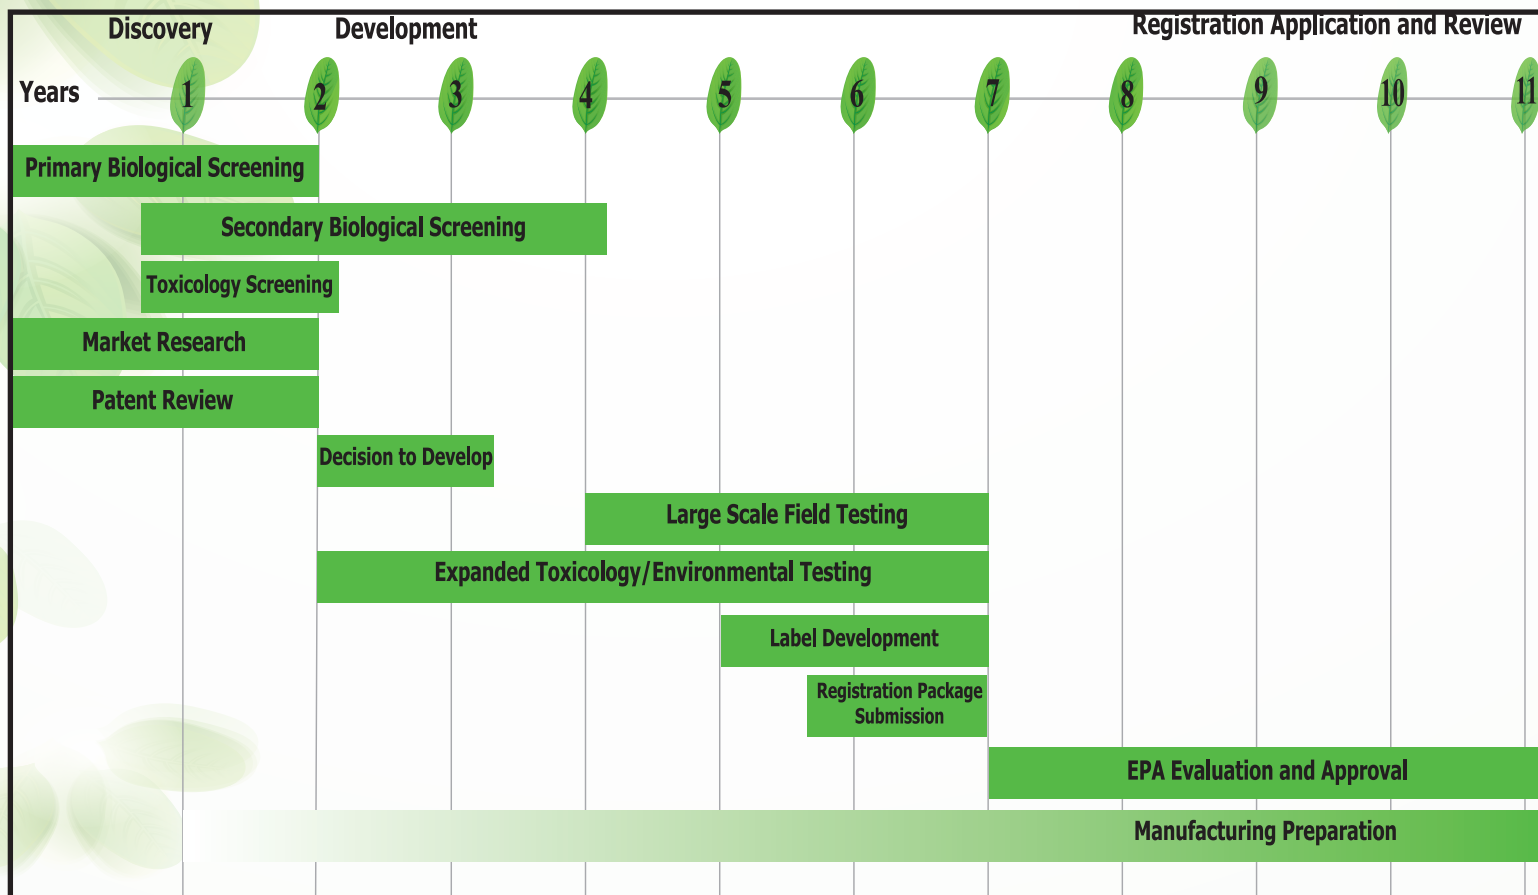 Discovery Development Registration Application and Review
Years 1 2 3 4 5 6 7 8 9 10 11
Primary Biological Screening
Secondary Biological Screening
Toxicology Screening
Market Research
Patent Review
Decision to Develop
Large Scale Field Testing
Expanded Toxicology/Environmental Testing
Label Development
Registration Package
Submission
EPA Evaluation and Approval
Manufacturing Preparation